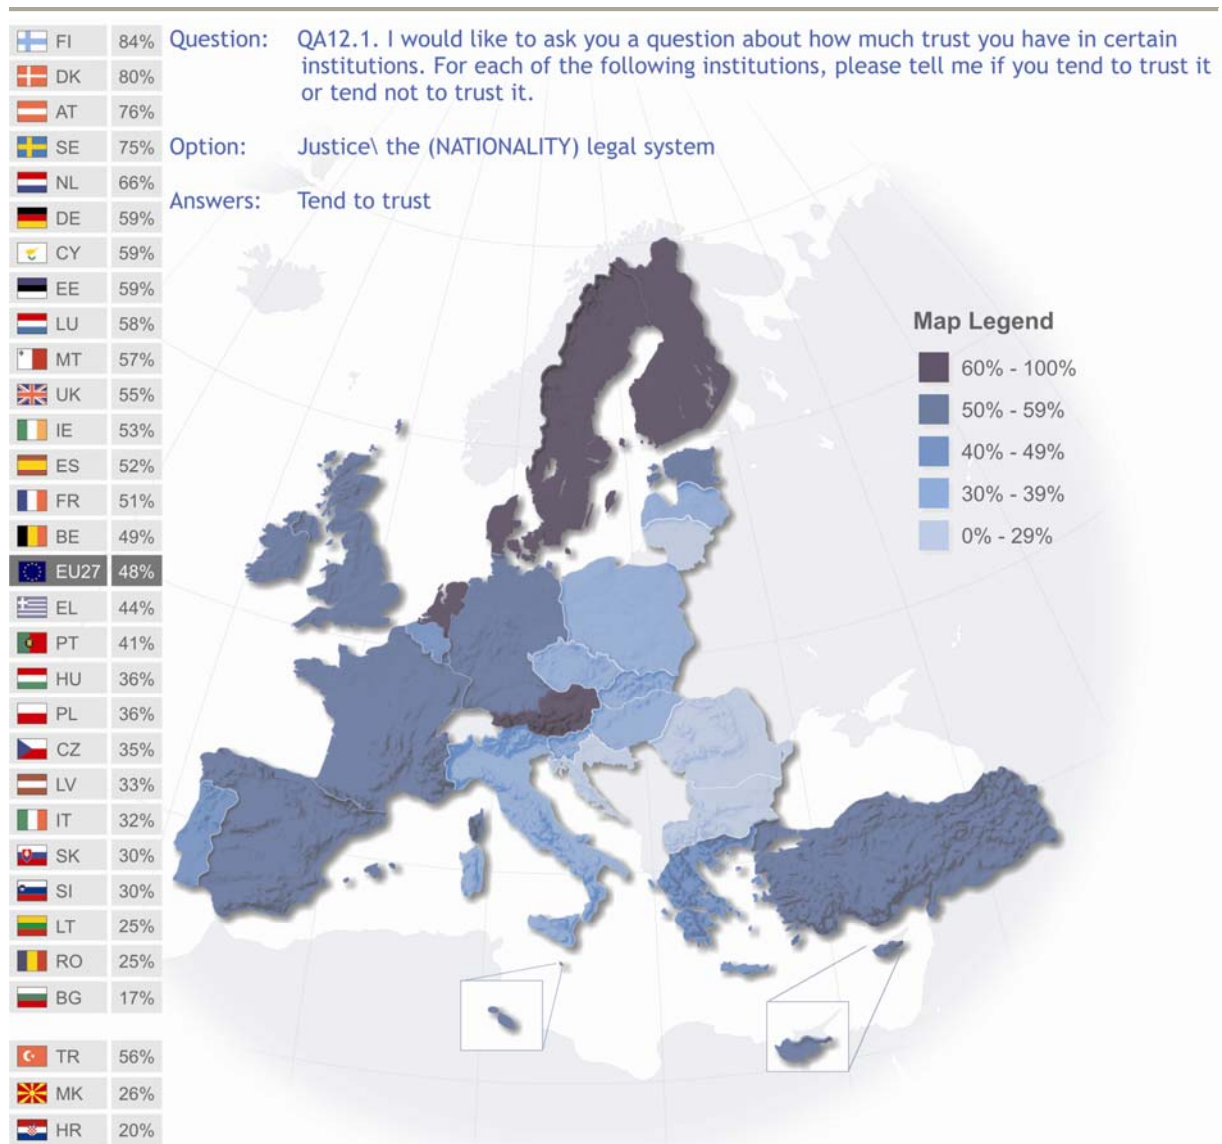 Question: QA12.1. I would like to ask you a question about how much trust you have in certain
institutions. For each of the following institutions, please tell me if you tend to trust it
or tend not to trust it.
Option: Justice\ the (NATIONALITY) legal system
Answers: Tend to trust
FI 84%
DK 80%
AT 76%
SE 75%
NL 66%
DE 59%
CY 59%
EE 59%
LU 58%
MT 57%
UK 55%
IE 53%
ES 52%
FR 51%
BE 49%
EU27 48%
EL 44%
PT 41%
HU 36%
PL 36%
CZ 35%
LV 33%
IT 32%
SK 30%
SI 30%
LT 25%
RO 25%
BG 17%
TR 56%
MK 26%
HR 20%
Map Legend
60% - 100%
50% - 59%
40% - 49%
30% - 39%
0% - 29%